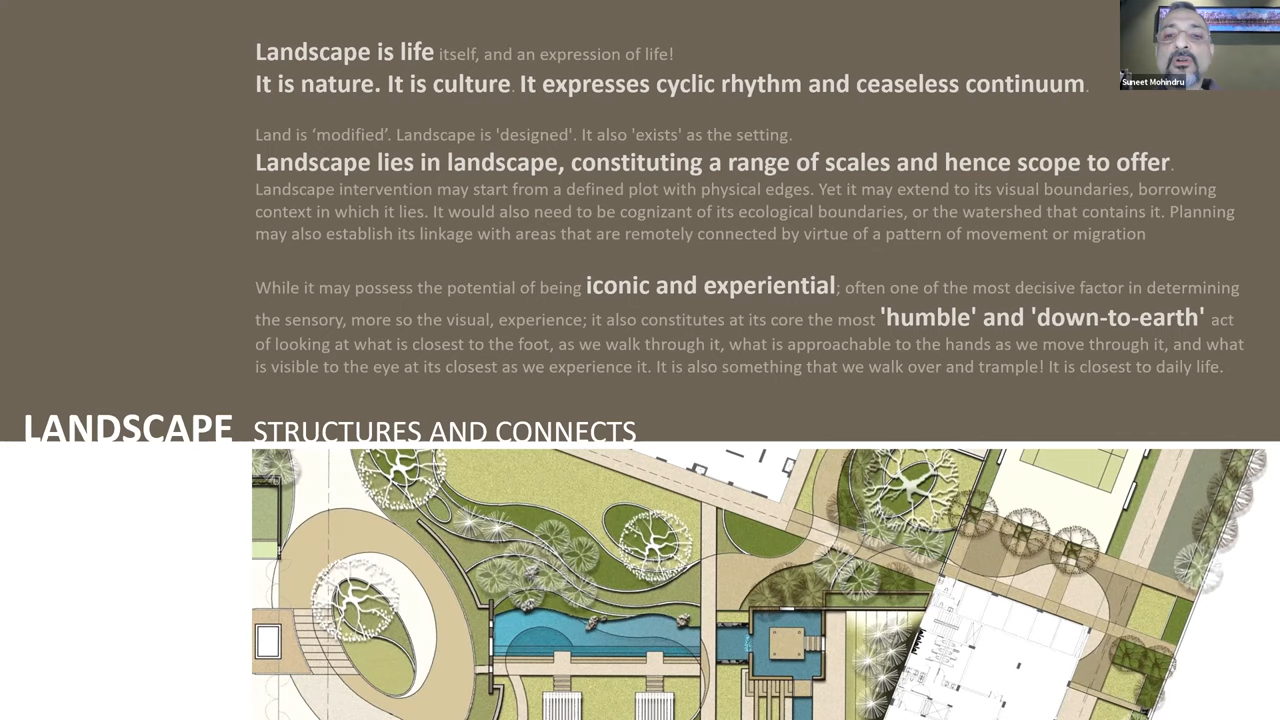 Landscape is life itself, and an expression of life!
It is nature. It is culture. It expresses cyclic rhythm and ceaseless continuum.
Suneet Mohindru
Land is ‘modified’. Landscape is 'designed'. It also 'exists' as the setting.
Landscape lies in landscape, constituting a range of scales and hence scope to offer.
Landscape intervention may start from a defined plot with physical edges. Yet it may extend to its visual boundaries, borrowing
context in which it lies. It would also need to be cognizant of its ecological boundaries, or the watershed that contains it. Planning
may also establish its linkage with areas that are remotely connected by virtue of a pattern of movement or migration
While it may possess the potential of being iconic and experiential; often one of the most decisive factor in determining
the sensory, more so the visual, experience; it also constitutes at its core the most 'humble' and 'down-to-earth' act
of looking at what is closest to the foot, as we walk through it, what is approachable to the hands as we move through it, and what
is visible to the eye at its closest as we experience it. It is also something that we walk over and trample! It is closest to daily life.
LANDSCAPE STRUCTURES AND CONNECTS